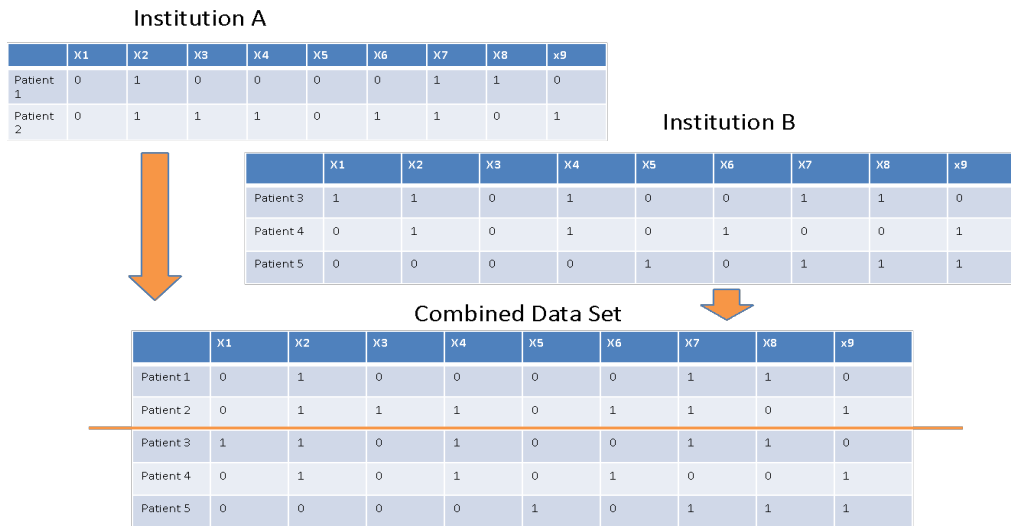 Institution A
X1 X2 X3 X4 X5 X6 X7 X8 x9
Patient 0 1 0 0 0 0 1 1 0
1
Patient 0 1 1 1 0 1 1 0 1
2
Institution B
X1 X2 X3 X4 X5 X6 X7 X8 x9
Patient 3 1 1 0 1 0 0 1 1 0
Patient 4 0 1 0 1 0 1 0 0 1
Patient 5 0 0 0 0 1 0 1 1 1
Combined Data Set
X1 X2 X3 X4 X5 X6 X7 X8 x9
Patient 1 0 1 0 0 0 0 1 1 0
Patient 2 0 1 1 1 0 1 1 0 1
Patient 3 1 1 0 1 0 0 1 1 0
Patient 4 0 1 0 1 0 1 0 0 1
Patient 5 0 0 0 0 1 0 1 1 1